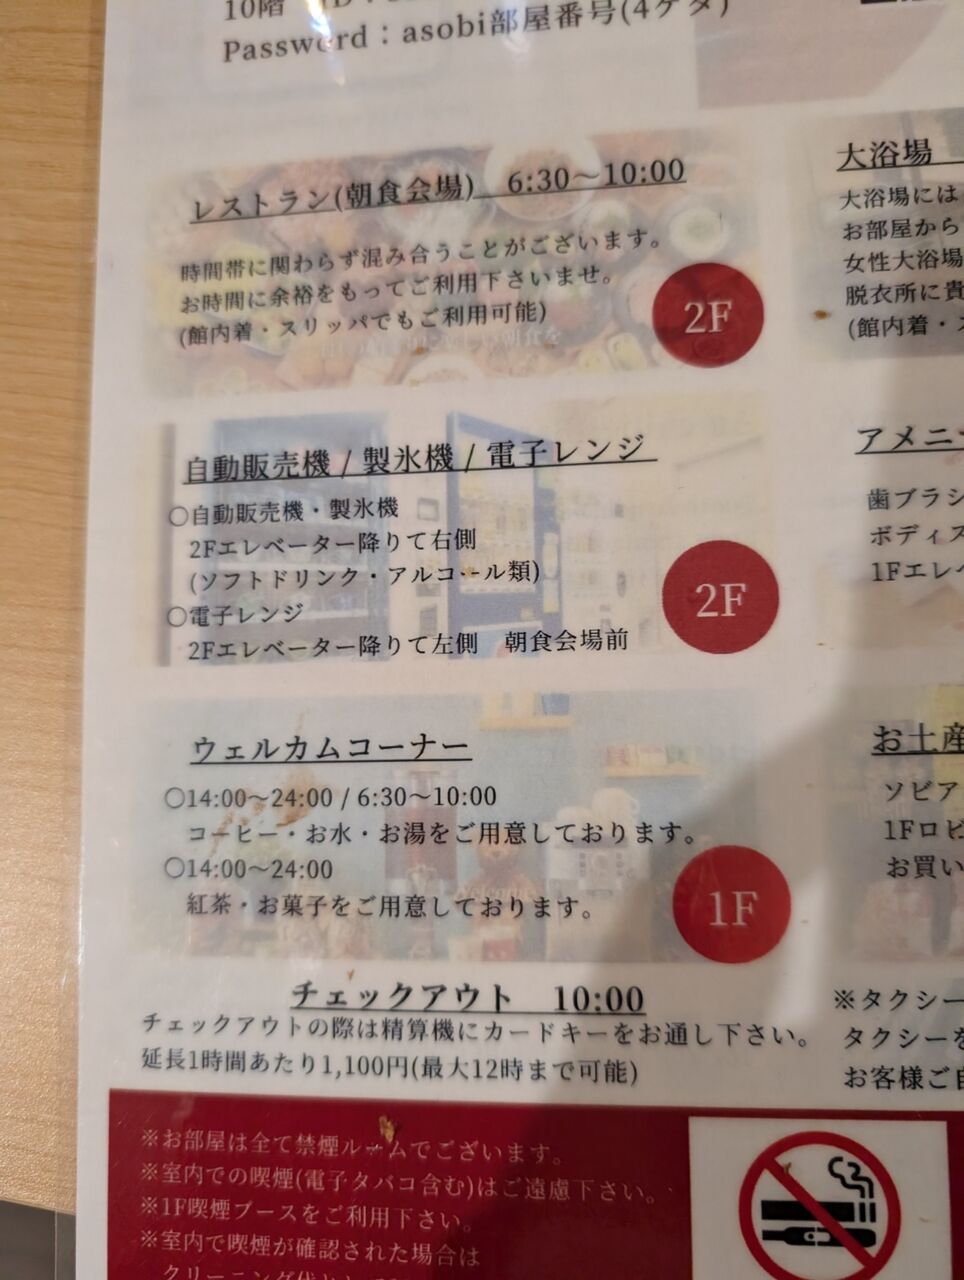 10階
Password：asobi部屋番号(4ケタ)
レストラン(朝食会場)　6:30～10:00
時間帯に関わらず混み合うことがございます。
お時間に余裕をもってご利用下さいませ。
(館内着・スリッパでもご利用可能)
2F
自動販売機 / 製氷機 / 電子レンジ
○自動販売機・製氷機
2Fエレベーター降りて右側
(ソフトドリンク・アルコール類)
○電子レンジ
2Fエレベーター降りて左側　朝食会場前
2F
ウェルカムコーナー
○14:00～24:00 / 6:30～10:00
コーヒー・お水・お湯をご用意しております。
○14:00～24:00
紅茶・お菓子をご用意しております。
1F
チェックアウト　10:00
チェックアウトの際は精算機にカードキーをお通し下さい。
延長1時間あたり1,100円(最大12時まで可能)
※お部屋は全て禁煙ルームでございます。
※室内での喫煙(電子タバコ含む)はご遠慮下さい。
※1F喫煙ブースをご利用下さい。
※室内で喫煙が確認された場合は
大浴場
大浴場には
お部屋から
女性大浴場
脱衣所に貴
(館内着・ス
アメニ
歯ブラシ
ボディス
1Fエレベ
お土産
ソビア
1Fロビ
お買い
※タクシー
タクシーを
お客様ご自